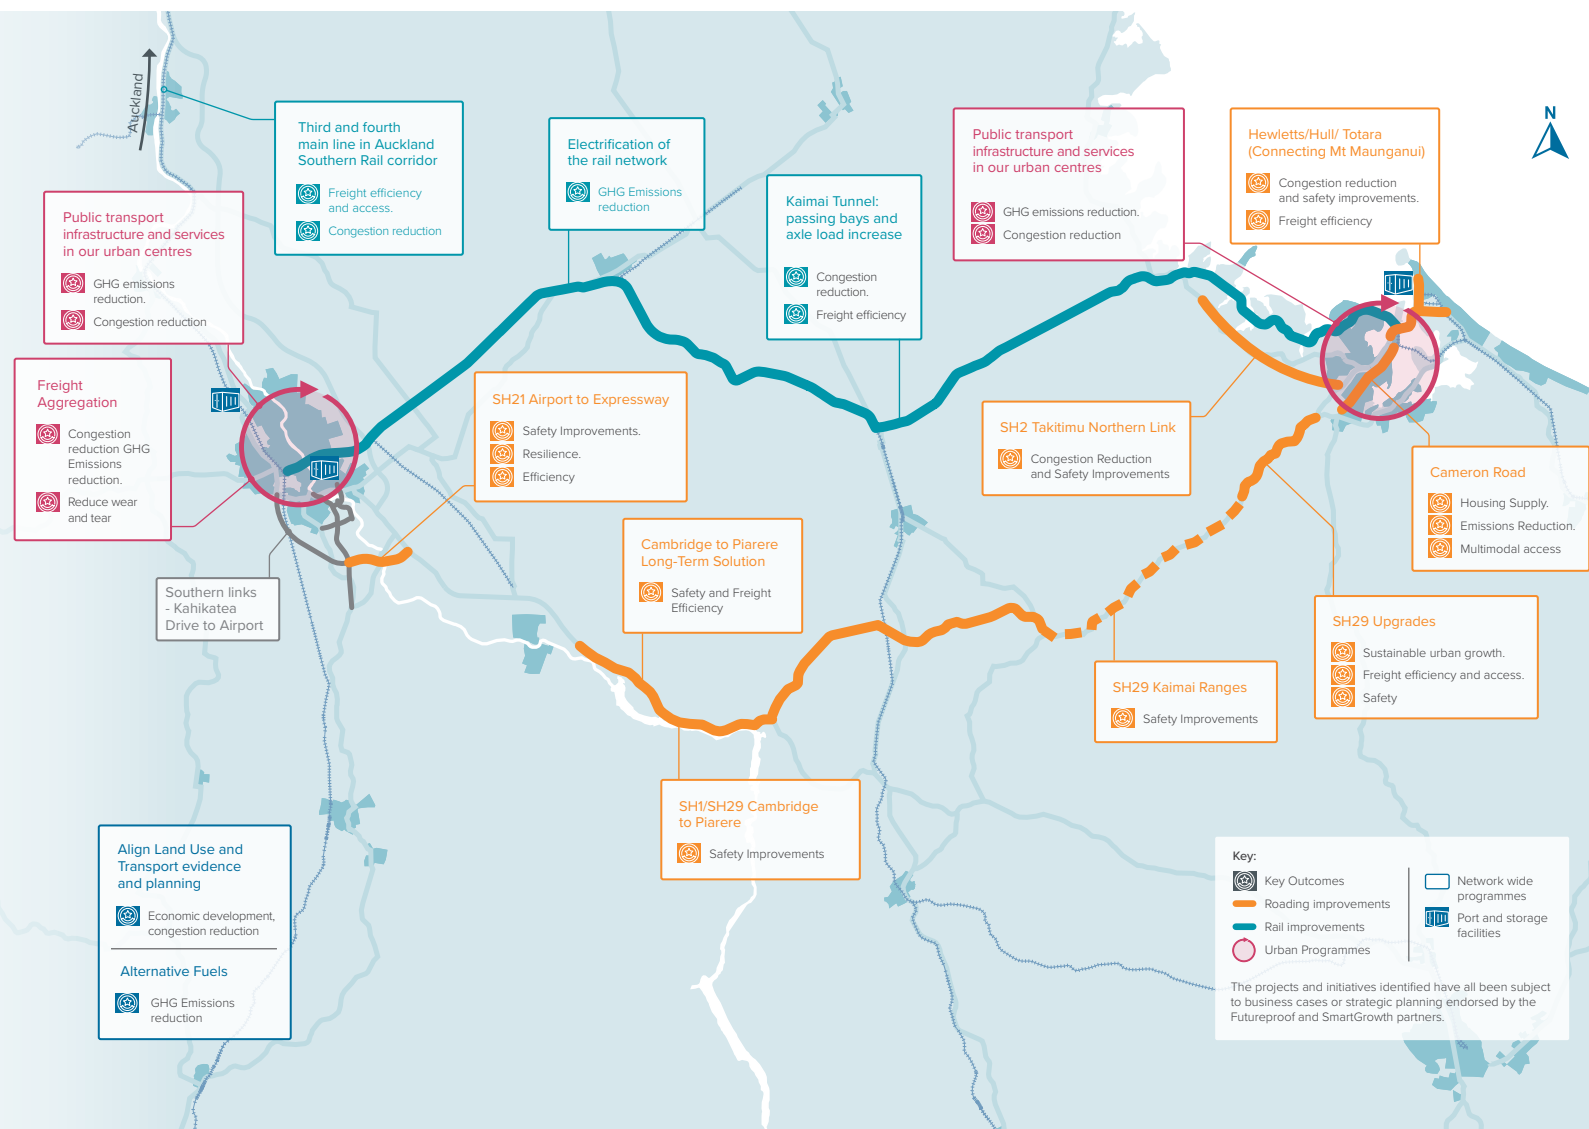 Auckland
Third and fourth
main line in Auckland
Southern Rail corridor
Freight efficiency
and access.
Congestion reduction
Electrification of
the rail network
GHG Emissions
reduction
Kaimai Tunnel:
passing bays and
axle load increase
Congestion
reduction.
Freight efficiency
Public transport
infrastructure and services
in our urban centres
GHG emissions reduction.
Congestion reduction
Hewletts/Hull/ Totara
(Connecting Mt Maunganui)
Congestion reduction
and safety improvements.
Freight efficiency
N
Public transport
infrastructure and services
in our urban centres
GHG emissions
reduction.
Congestion reduction
Freight
Aggregation
Congestion
reduction GHG
Emissions
reduction.
Reduce wear
and tear
SH21 Airport to Expressway
Safety Improvements.
Resilience.
Efficiency
SH2 Takitimu Northern Link
Congestion Reduction
and Safety Improvements
Cameron Road
Housing Supply.
Emissions Reduction.
Multimodal access
Southern links
- Kahikatea
Drive to Airport
Cambridge to Piarere
Long-Term Solution
Safety and Freight
Efficiency
SH29 Upgrades
Sustainable urban growth.
Freight efficiency and access.
Safety
SH29 Kaimai Ranges
Safety Improvements
SH1/SH29 Cambridge
to Piarere
Safety Improvements
Align Land Use and
Transport evidence
and planning
Economic development,
congestion reduction
Alternative Fuels
GHG Emissions
reduction
Key:
Key Outcomes
Roading improvements
Rail improvements
Urban Programmes
Network wide
programmes
Port and storage
facilities
The projects and initiatives identified have all been subject
to business cases or strategic planning endorsed by the
Futureproof and SmartGrowth partners.